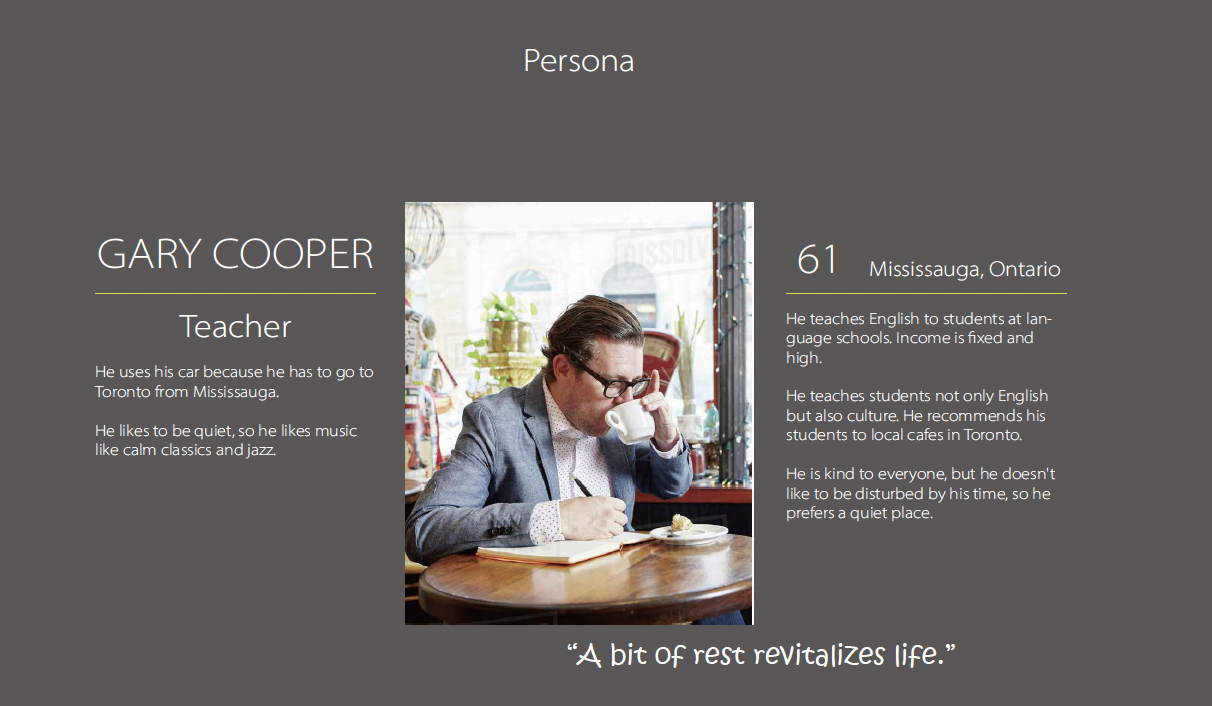 Persona
GARY COOPER
Teacher
He uses his car because he has to go to
Toronto from Mississauga.
He likes to be quiet, so he likes music
like calm classics and jazz.
DISSOLV
61 Mississauga, Ontario
He teaches English to students at lan-
guage schools. Income is fixed and
high.
He teaches students not only English
but also culture. He recommends his
students to local cafes in Toronto.
He is kind to everyone, but he doesn't
like to be disturbed by his time, so he
prefers a quiet place.
“A bit of rest revitalizes life.”